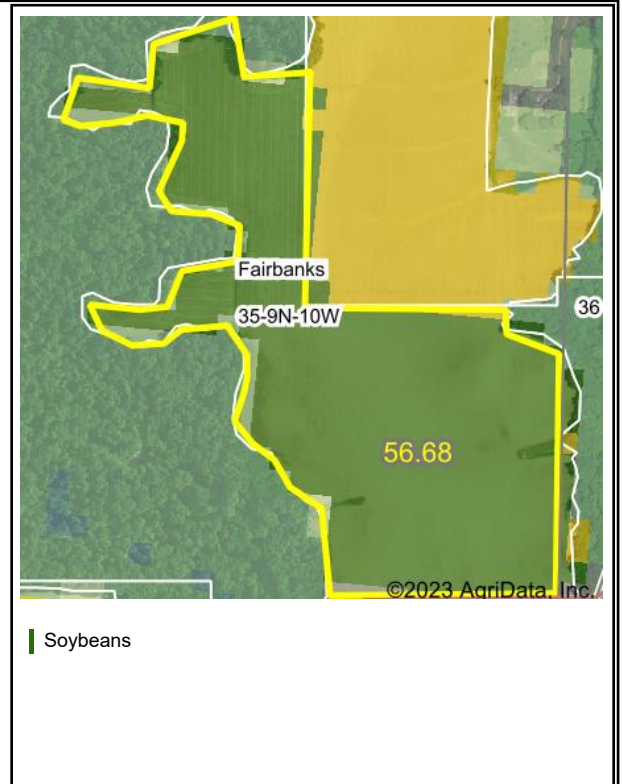 Fairbanks
35-9N-10W
36
56.68
©2023 AgriData, Inc.
Soybeans